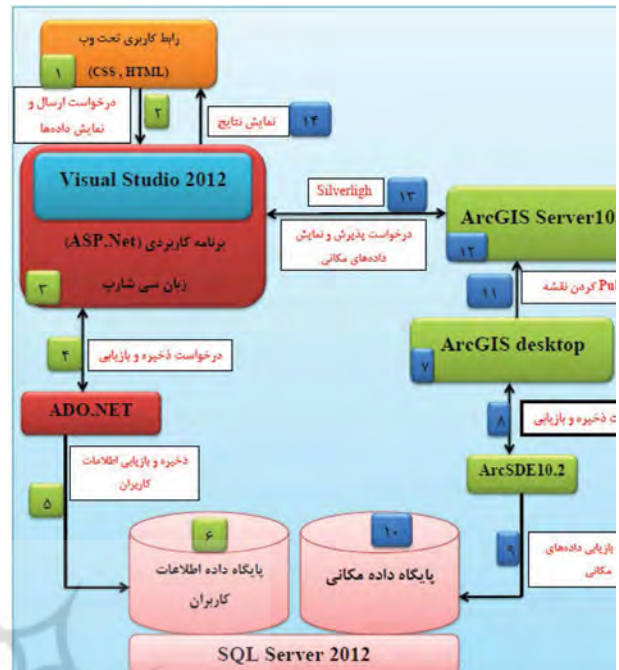 رابط کاربری تحت وب
(CSS , HTML)
۱
درخواست ارسال و
نمایش داده‌ها
۲
نمایش نتایج
۱۴
Visual Studio 2012
برنامه کاربردی (ASP.Net)
زبان سی شارپ
۳
Silverligh
۱۳
درخواست پذیرش و نمایش
داده‌های مکانی
ArcGIS Server10
۱۲
۱۱
کردن نقشه
ArcGIS desktop
۷
۴
درخواست ذخیره و بازیابی
۸
ذخیره و بازیابی
ADO.NET
ArcSDE10.2
ذخیره و بازیابی اطلاعات
کاربران
۵
۹
بازیابی داده‌های
مکانی
۶
پایگاه داده اطلاعات
کاربران
۱۰
پایگاه داده مکانی
SQL Server 2012